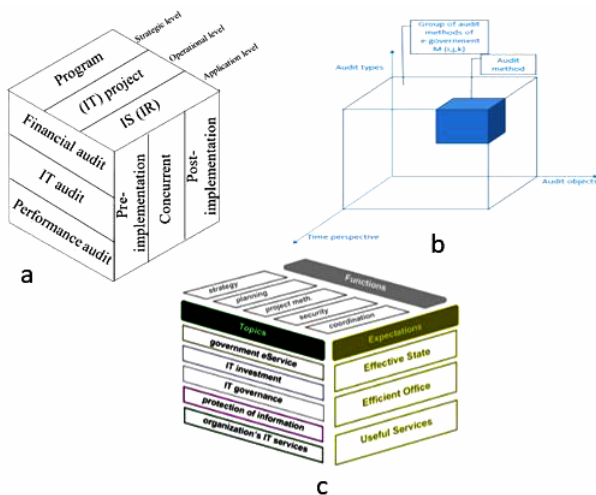 Strategic level
Operational level
Application level
Program
(IT) project
IS (IR)
Financial audit
IT audit
Performance audit
Pre-
implementation
Concurrent
Post-
implementation
a
Group of audit
methods of
e-government
M (i,j,k)
Audit
method
Audit types
Audit objects
Time perspective
b
Functions
strategy
planning
project meth.
security
coordination
Topics
government eService
IT investment
IT governance
protection of information
organization's IT services
Expectations
Effective State
Efficient Office
Useful Services
c